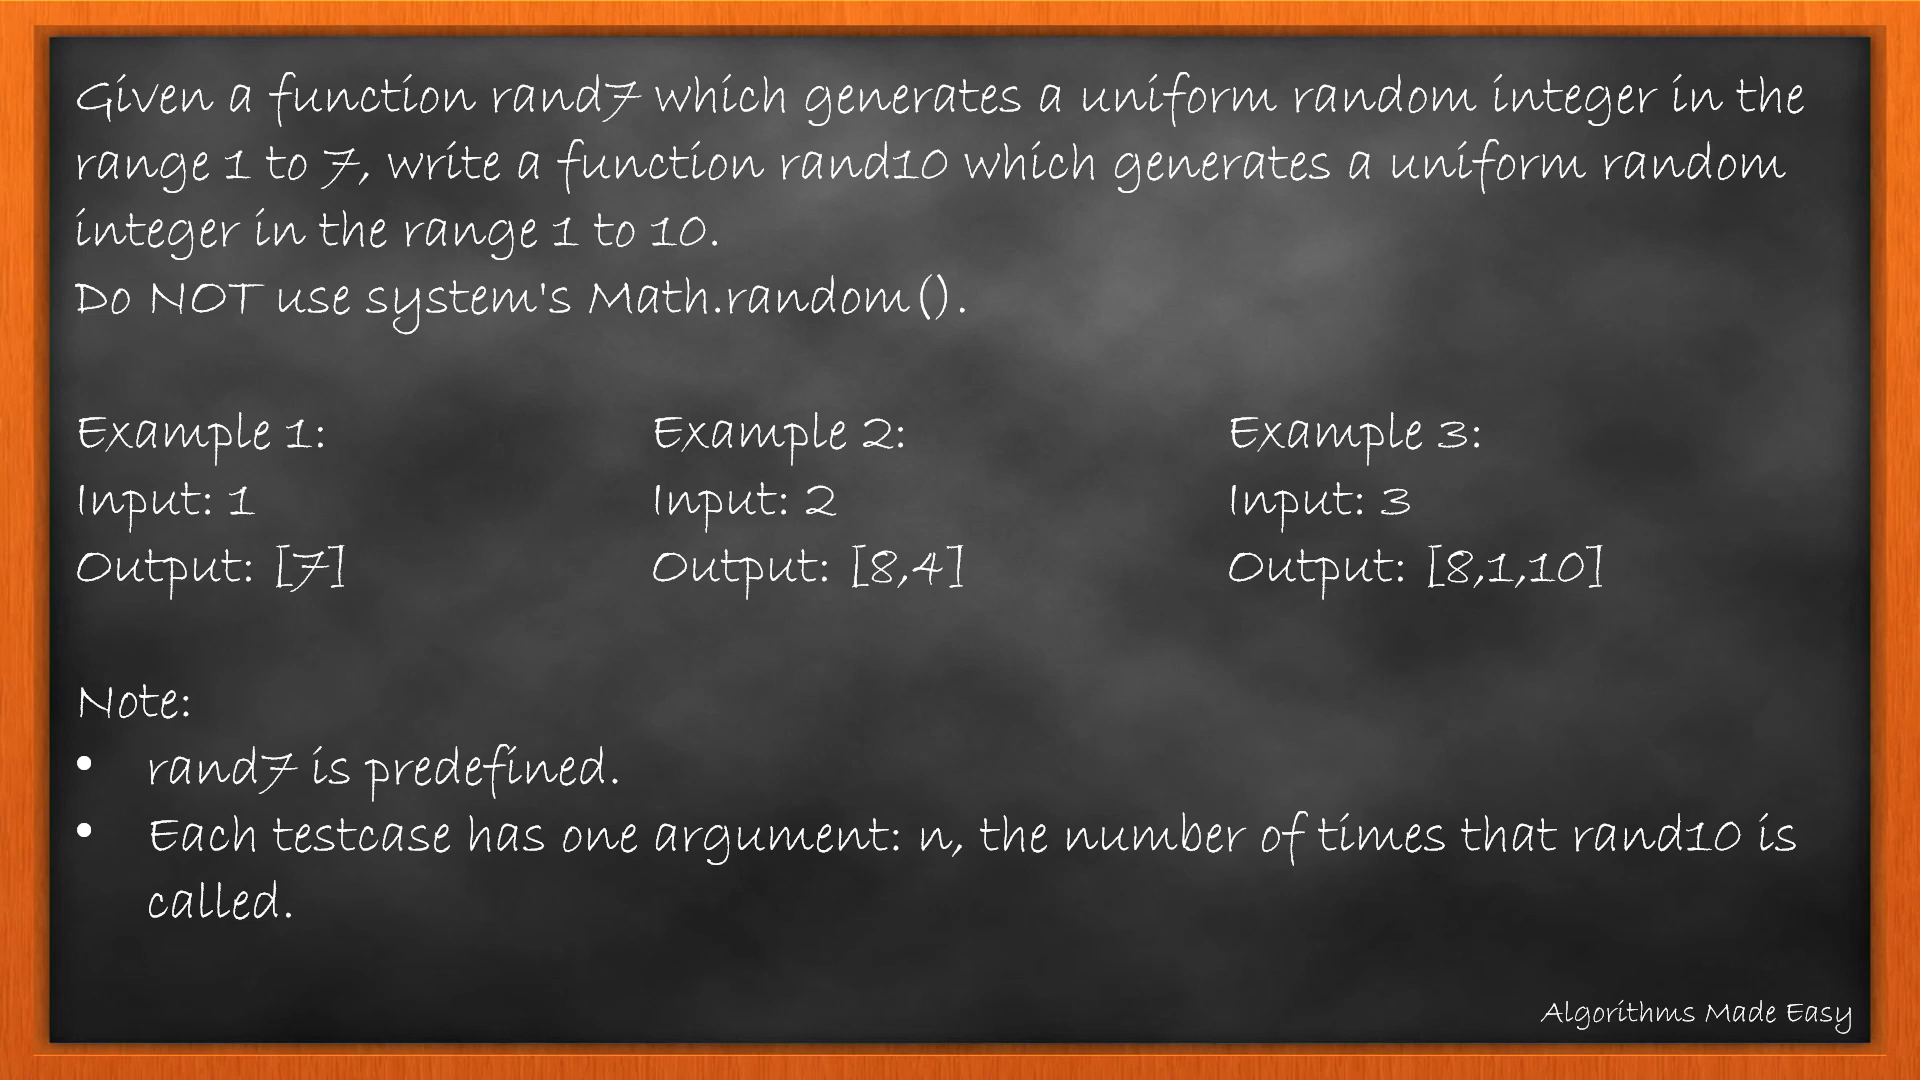 Given a function rand7 which generates a uniform random integer in the
range 1 to 7, write a function rand10 which generates a uniform random
integer in the range 1 to 10.
Do NOT use system's Math.random().
Example 1:
Input: 1
Output: [7]
Example 2:
Input: 2
Output: [8,4]
Example 3:
Input: 3
Output: [8,1,10]
Note:
• rand7 is predefined.
• Each testcase has one argument: n, the number of times that rand10 is
called.
Algorithms Made Easy